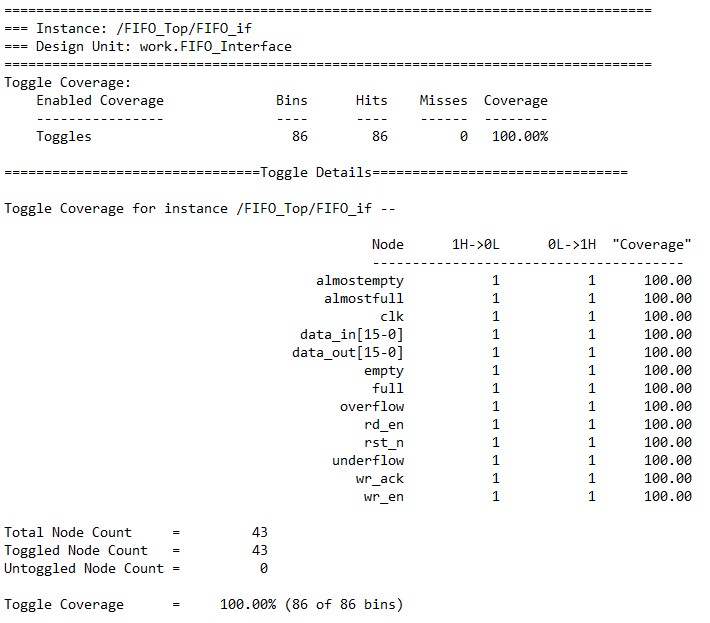 =================================================================================
=== Instance: /FIFO_Top/FIFO_if
=== Design Unit: work.FIFO_Interface
=================================================================================
Toggle Coverage:
    Enabled Coverage              Bins      Hits    Misses  Coverage
    ----------------              ----      ----    ------  --------
    Toggles                         86        86         0   100.00%

================================Toggle Details================================

Toggle Coverage for instance /FIFO_Top/FIFO_if --

                                              Node      1H->0L      0L->1H  "Coverage"
                                              ---------------------------------------
                                       almostempty           1           1      100.00
                                        almostfull           1           1      100.00
                                               clk           1           1      100.00
                                     data_in[15-0]           1           1      100.00
                                    data_out[15-0]           1           1      100.00
                                             empty           1           1      100.00
                                              full           1           1      100.00
                                          overflow           1           1      100.00
                                             rd_en           1           1      100.00
                                             rst_n           1           1      100.00
                                         underflow           1           1      100.00
                                            wr_ack           1           1      100.00
                                             wr_en           1           1      100.00

Total Node Count     =         43
Toggled Node Count   =         43
Untoggled Node Count =          0

Toggle Coverage      =     100.00% (86 of 86 bins)